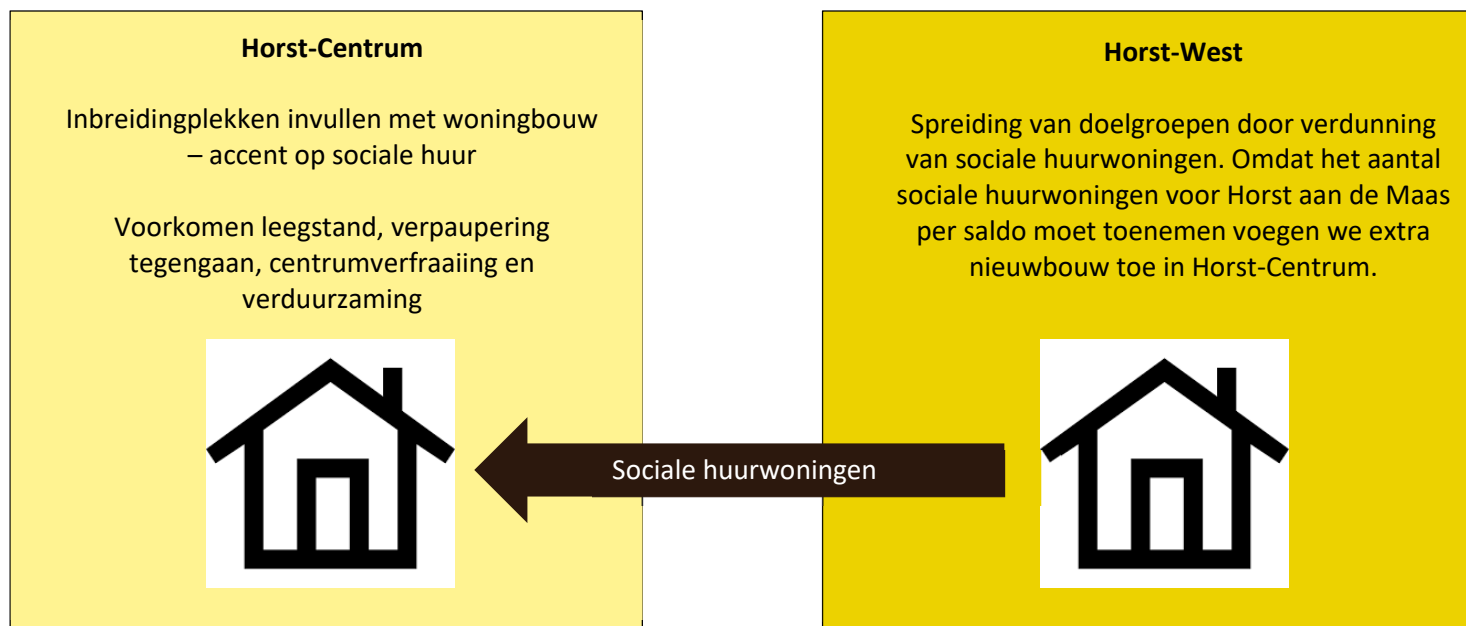 Horst-Centrum
Inbreidingplekken invullen met woningbouw
– accent op sociale huur
Voorkomen leegstand, verpaupering
tegengaan, centrumverfraaiing en
verduurzaming
Horst-West
Spreiding van doelgroepen door verdunning
van sociale huurwoningen. Omdat het aantal
sociale huurwoningen voor Horst aan de Maas
per saldo moet toenemen voegen we extra
nieuwbouw toe in Horst-Centrum.
Sociale huurwoningen